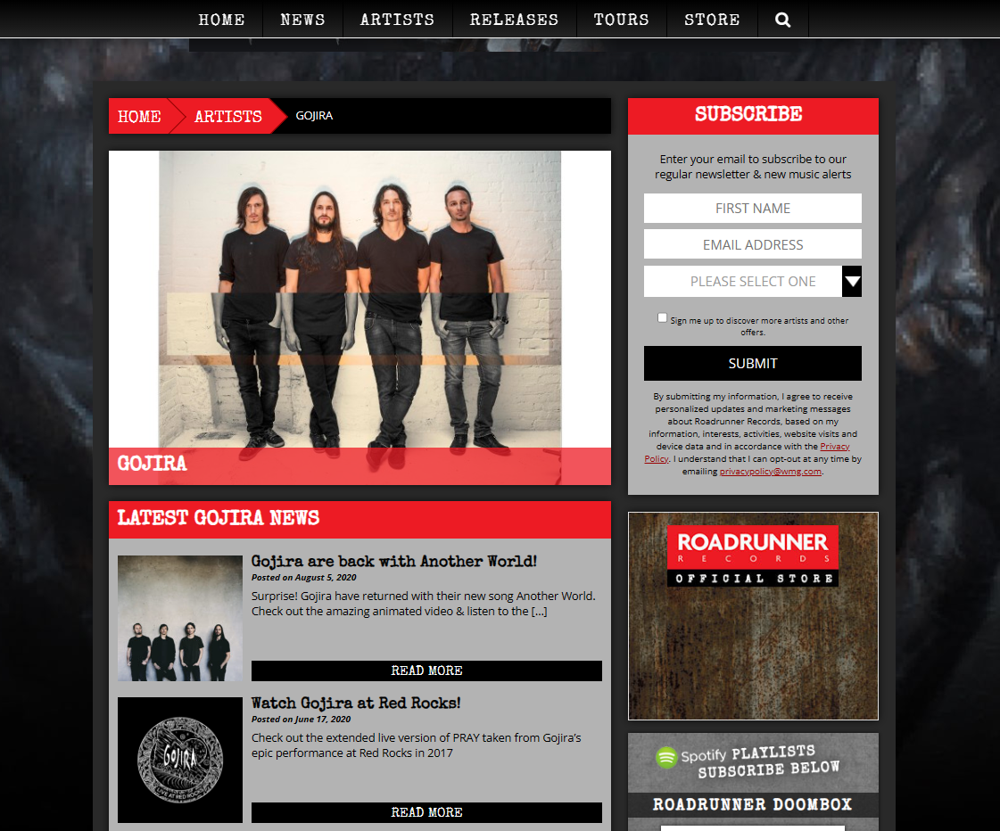 HOME NEWS ARTISTS RELEASES TOURS STORE
HOME ARTISTS GOJIRA
GOJIRA
LATEST GOJIRA NEWS
Gojira are back with Another World!
Posted on August 5, 2020
Surprise! Gojira have returned with their new song Another World.
Check out the amazing animated video & listen to the [...]
READ MORE
GOJIRA
LIVE AT RED ROCKS
Watch Gojira at Red Rocks!
Posted on June 17, 2020
Check out the extended live version of PRAY taken from Gojira’s
epic performance at Red Rocks in 2017
READ MORE
SUBSCRIBE
Enter your email to subscribe to our
regular newsletter & new music alerts
FIRST NAME
EMAIL ADDRESS
PLEASE SELECT ONE
Sign me up to discover more artists and other
offers.
SUBMIT
By submitting my information, I agree to receive
personalized updates and marketing messages
about Roadrunner Records, based on my
information, interests, activities, website visits and
device data and in accordance with the Privacy
Policy. I understand that I can opt-out at any time by
emailing privacypolicy@wmg.com.
ROADRUNNER
RECORDS
OFFICIAL STORE
Spotify PLAYLISTS
SUBSCRIBE BELOW
ROADRUNNER DOOMBOX